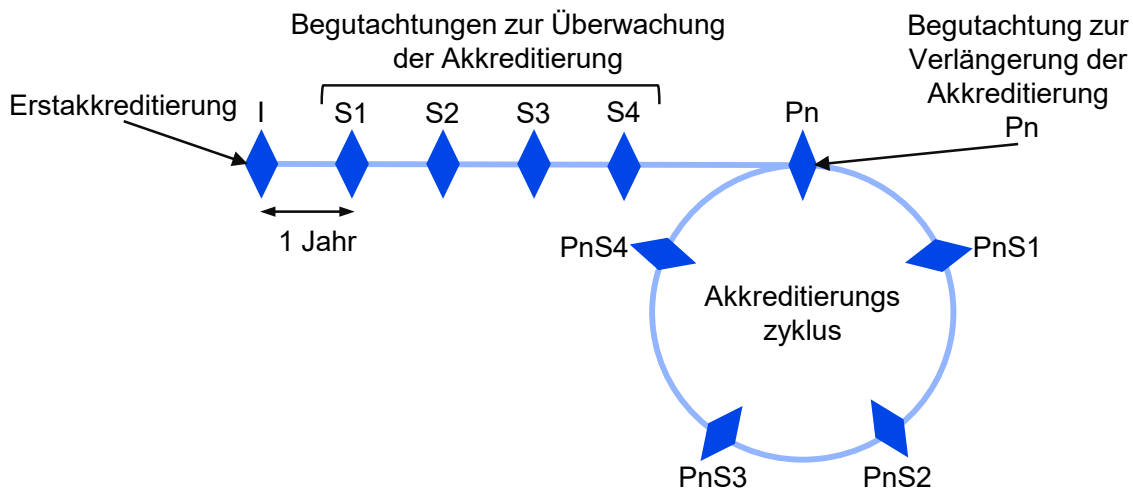 Begutachtungen zur Überwachung
der Akkreditierung
Begutachtung zur
Verlängerung der
Akkreditierung
Pn
Erstakkreditierung
I
S1
S2
S3
S4
Pn
1 Jahr
PnS4
PnS1
Akkreditierungs
zyklus
PnS3
PnS2